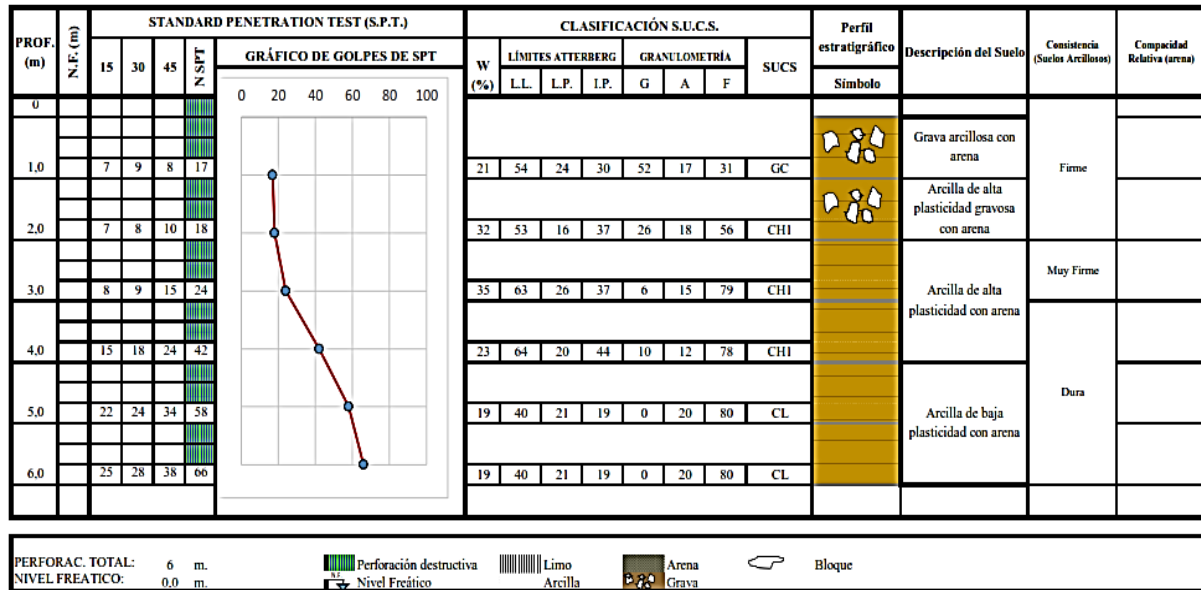 STANDARD PENETRATION TEST (S.P.T.) CLASIFICACIÓN S.U.C.S.
PROF. (m) N.F. (m) 15 30 45 N SPT GRÁFICO DE GOLPES DE SPT W (%) LÍMITES ATTERBERG GRANULOMETRÍA SUCS Perfil estratigráfico Descripción del Suelo Consistencia (Suelos Arcillosos) Compacidad Relativa (arena)
L.L. L.P. I.P. G A F Símbolo
0 20 40 60 80 100
0
Grava arcillosa con arena
1.0 7 9 8 17 21 54 24 30 52 17 31 GC
Firme
Arcilla de alta plasticidad gravosa con arena
2,0 7 8 10 18 32 53 16 37 26 18 56 CH1
Muy Firme
3.0 8 9 15 24 35 63 26 37 6 15 79 CH1
Arcilla de alta plasticidad con arena
4.0 15 18 24 42 23 64 20 44 10 12 78 CH1
Dura
5,0 22 24 34 58 19 40 21 19 0 20 80 CL
Arcilla de baja plasticidad con arena
6,0 25 28 38 66 19 40 21 19 0 20 80 CL
PERFORAC. TOTAL: 6 m. Perforación destructiva Limo Arena Bloque
NIVEL FREATICO: 0,0 m. N.F. Nivel Freático Arcilla Grava